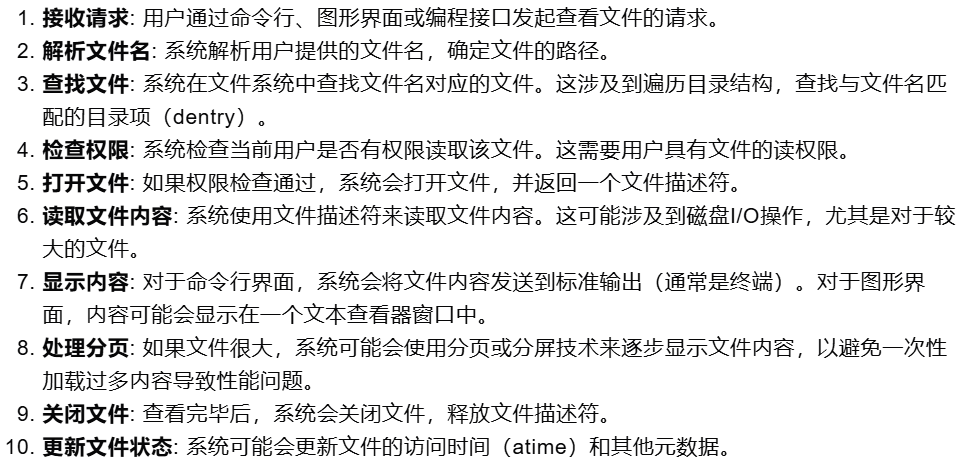 1. 接收请求: 用户通过命令行、图形界面或编程接口发起查看文件的请求。
2. 解析文件名: 系统解析用户提供的文件名，确定文件的路径。
3. 查找文件: 系统在文件系统中查找文件名对应的文件。这涉及到遍历目录结构，查找与文件名匹
配的目录项（dentry）。
4. 检查权限: 系统检查当前用户是否有权限读取该文件。这需要用户具有文件的读权限。
5. 打开文件: 如果权限检查通过，系统会打开文件，并返回一个文件描述符。
6. 读取文件内容: 系统使用文件描述符来读取文件内容。这可能涉及到磁盘I/O操作，尤其是对于较
大的文件。
7. 显示内容: 对于命令行界面，系统会将文件内容发送到标准输出（通常是终端）。对于图形界
面，内容可能会显示在一个文本查看器窗口中。
8. 处理分页: 如果文件很大，系统可能会使用分页或分屏技术来逐步显示文件内容，以避免一次性
加载过多内容导致性能问题。
9. 关闭文件: 查看完毕后，系统会关闭文件，释放文件描述符。
10. 更新文件状态: 系统可能会更新文件的访问时间（atime）和其他元数据。